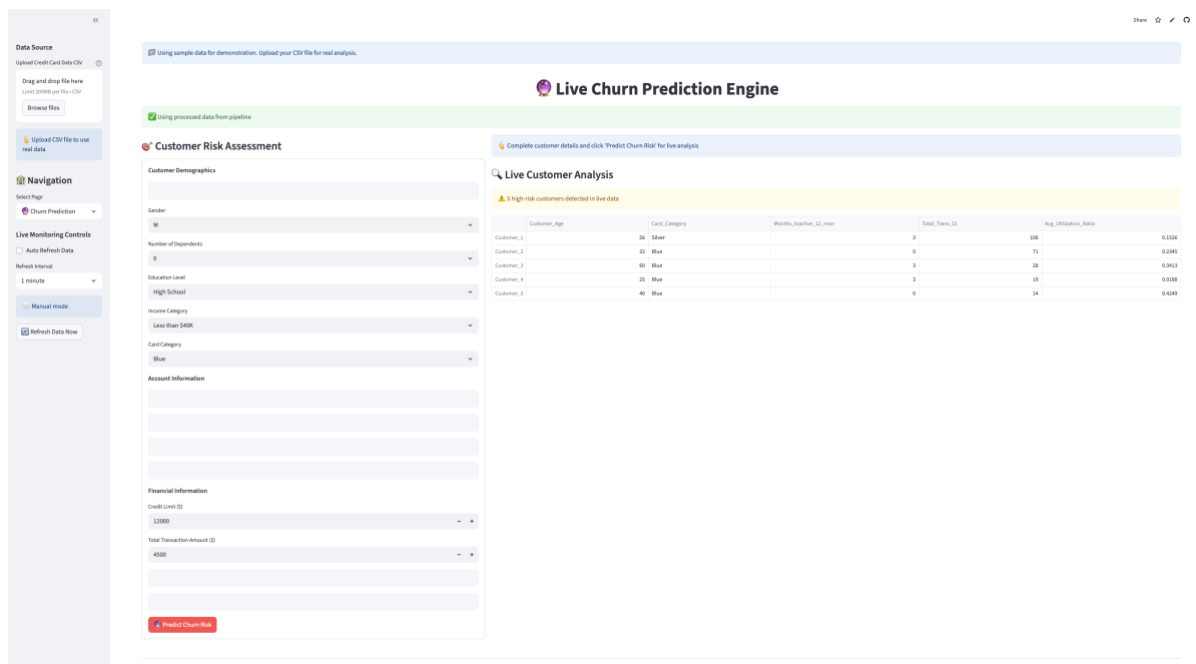 Share
Data Source
Upload Credit Card Data CSV
Drag and drop file here
Limit 200MB per file • CSV
Browse files
Upload CSV file to use
real data
Navigation
Select Page
Churn Prediction
Live Monitoring Controls
Auto Refresh Data
Refresh Interval
1 minute
Manual mode
Refresh Data Now
Using sample data for demonstration. Upload your CSV file for real analysis.
Live Churn Prediction Engine
Using processed data from pipeline
Customer Risk Assessment
Customer Demographics
Gender
M
Number of Dependents
0
Education Level
High School
Income Category
Less than $40K
Card Category
Blue
Account Information
Financial Information
Credit Limit ($)
12000
Total Transaction Amount ($)
4500
Predict Churn Risk
Complete customer details and click 'Predict Churn Risk' for live analysis
Live Customer Analysis
5 high-risk customers detected in live data
Customer_Age Card_Category Months_Inactive_12_mon Total_Trans_Ct Avg_Utilization_Ratio
Customer_1 56 Silver 3 106 0.1526
Customer_2 32 Blue 0 71 0.2345
Customer_3 60 Blue 3 28 0.3413
Customer_4 25 Blue 3 19 0.0188
Customer_5 40 Blue 0 14 0.4249